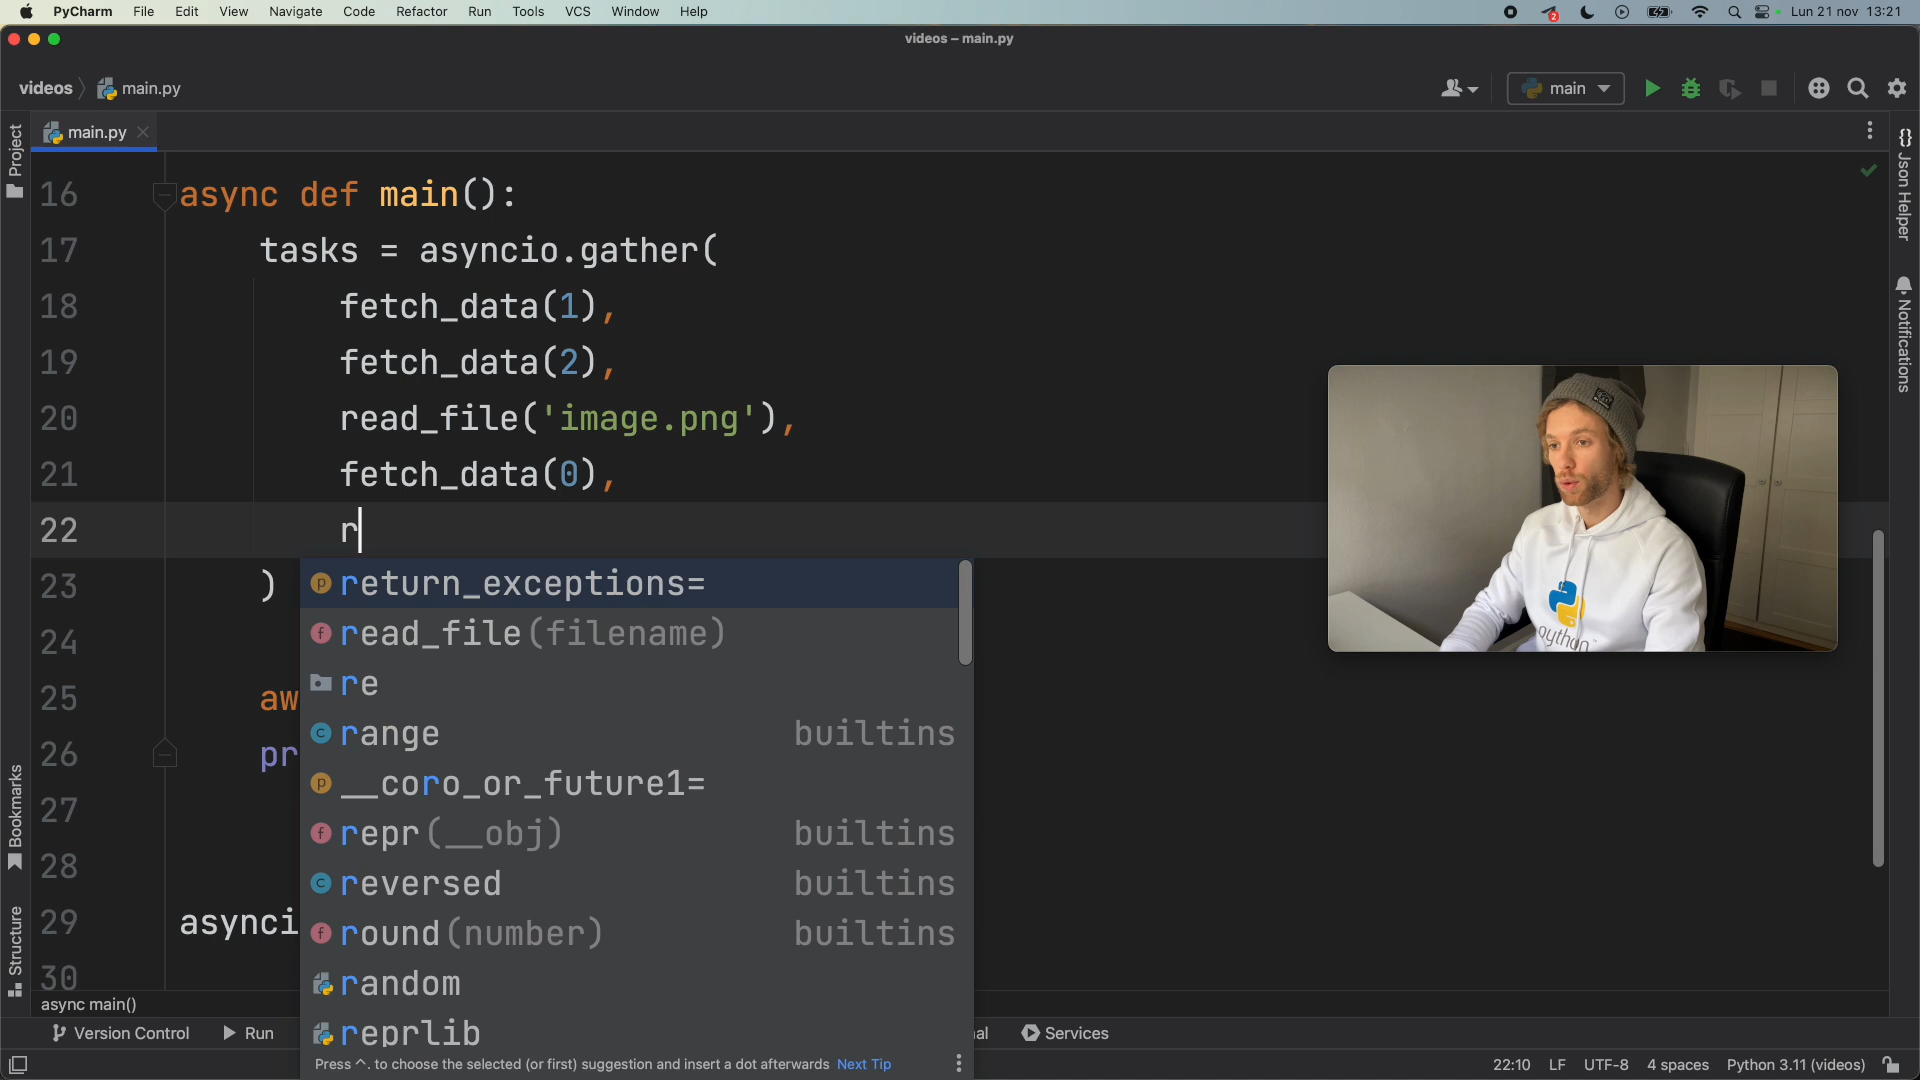 PyCharm File Edit View Navigate Code Refactor Run Tools VCS Window Help 2 Lun 21 nov 13:21
videos – main.py
videos main.py main
main.py
Project
Json Helper
Notifications
Bookmarks
Structure
16 async def main():
17 tasks = asyncio.gather(
18 fetch_data(1),
19 fetch_data(2),
20 read_file('image.png'),
21 fetch_data(0),
22 r
23 )
24
25 aw
26 pr
27
28
29 asynci
30
return_exceptions=
read_file(filename)
re
range builtins
__coro_or_future1=
repr(__obj) builtins
reversed builtins
round(number) builtins
random
reprlib
Press ^. to choose the selected (or first) suggestion and insert a dot afterwards Next Tip
python
async main()
Version Control Run al Services
22:10 LF UTF-8 4 spaces Python 3.11 (videos)